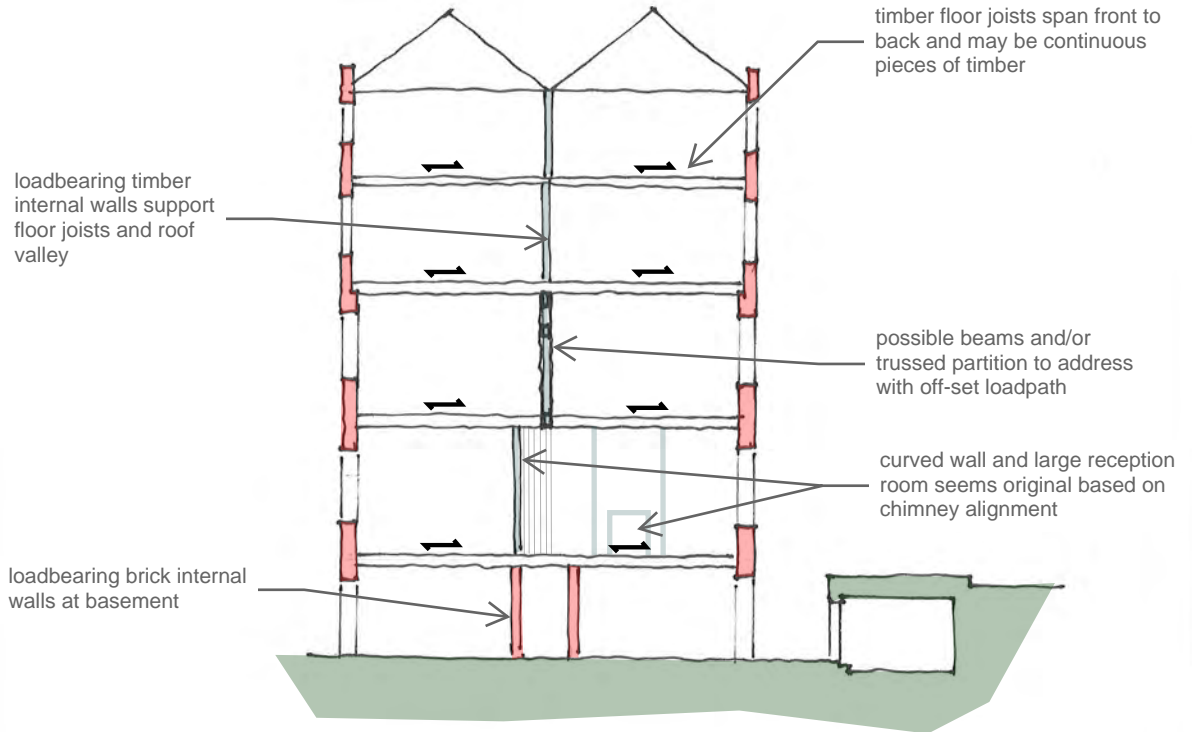 timber floor joists span front to
back and may be continuous
pieces of timber
loadbearing timber
internal walls support
floor joists and roof
valley
possible beams and/or
trussed partition to address
with off-set loadpath
curved wall and large reception
room seems original based on
chimney alignment
loadbearing brick internal
walls at basement